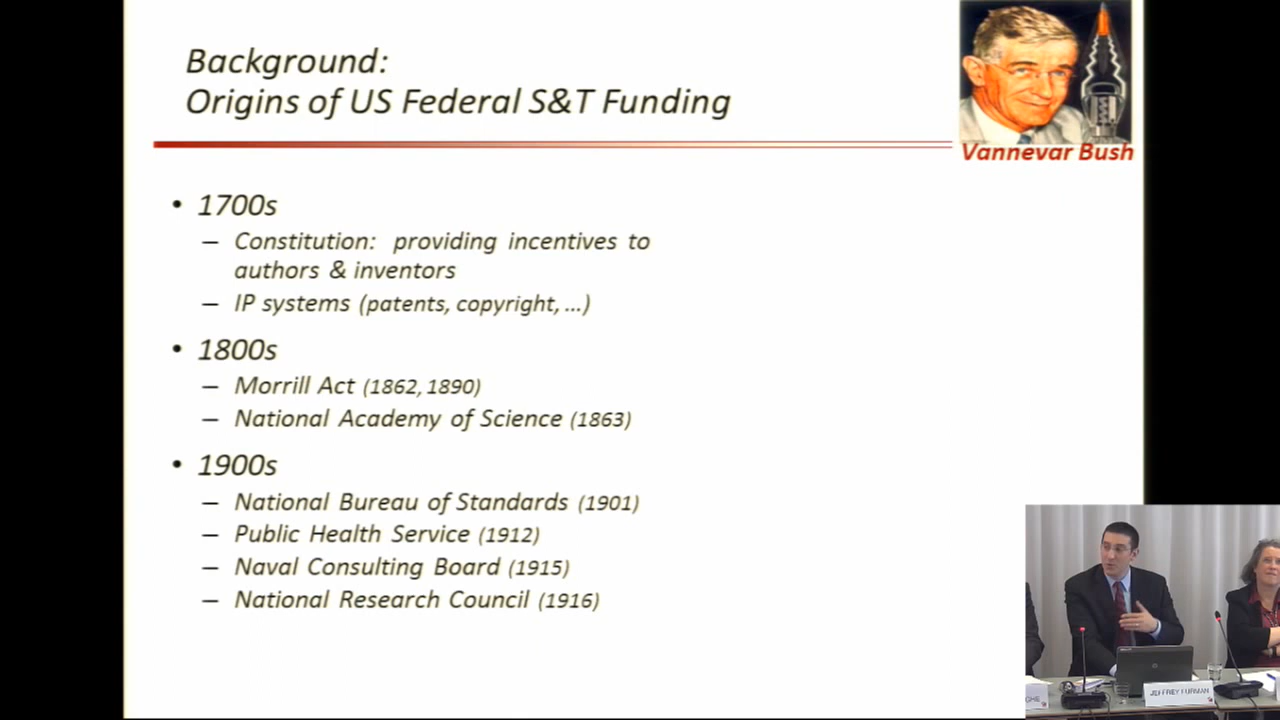 Background:
Origins of US Federal S&T Funding
Vannevar Bush
• 1700s
– Constitution: providing incentives to
authors & inventors
– IP systems (patents, copyright, ...)
• 1800s
– Morrill Act (1862, 1890)
– National Academy of Science (1863)
• 1900s
– National Bureau of Standards (1901)
– Public Health Service (1912)
– Naval Consulting Board (1915)
– National Research Council (1916)
JEFFREY FURMAN